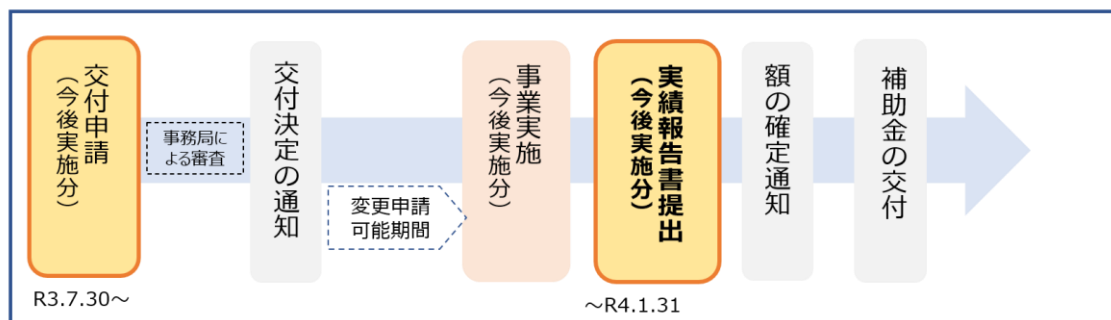 交付申請
（今後実施分）
事務局に
よる審査
交付決定の通知
変更申請
可能期間
事業実施
（今後実施分）
実績報告書提出
（今後実施分）
額の確定通知
補助金の交付
R3.7.30～
～R4.1.31